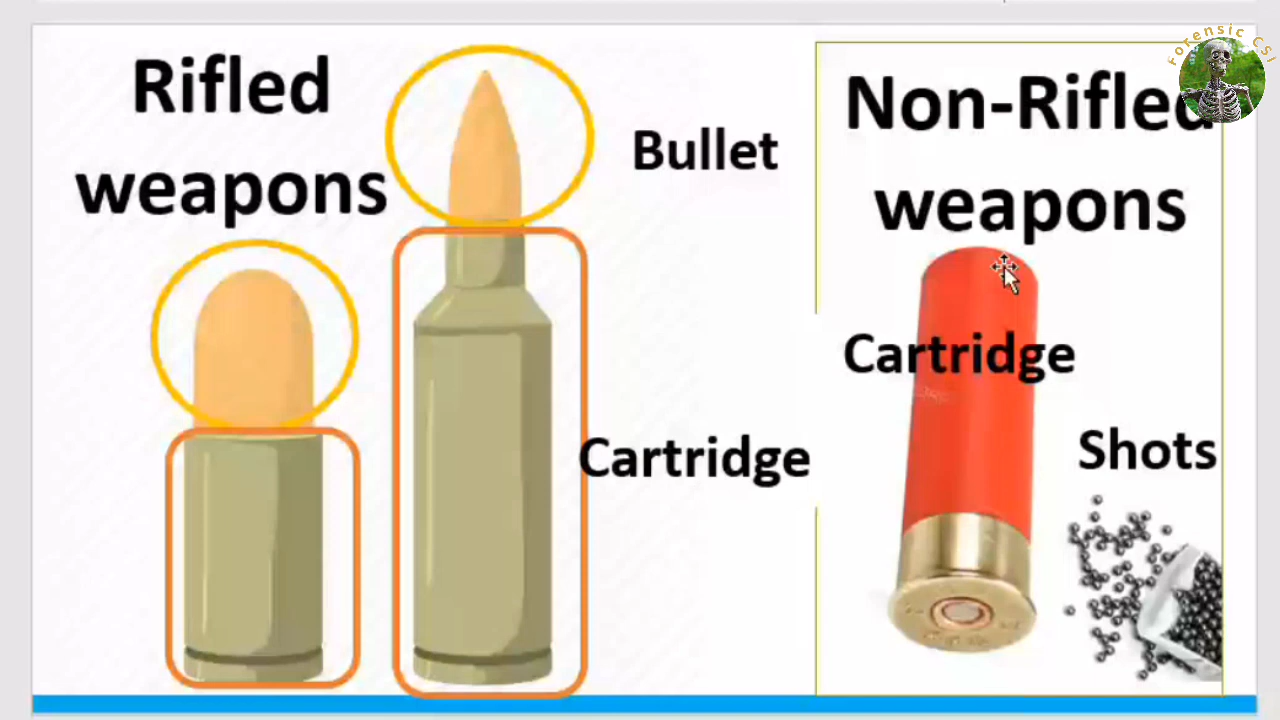 Rifled
weapons
Bullet
Cartridge
Non-Rifled
weapons
Cartridge
Shots
Forensic CSI